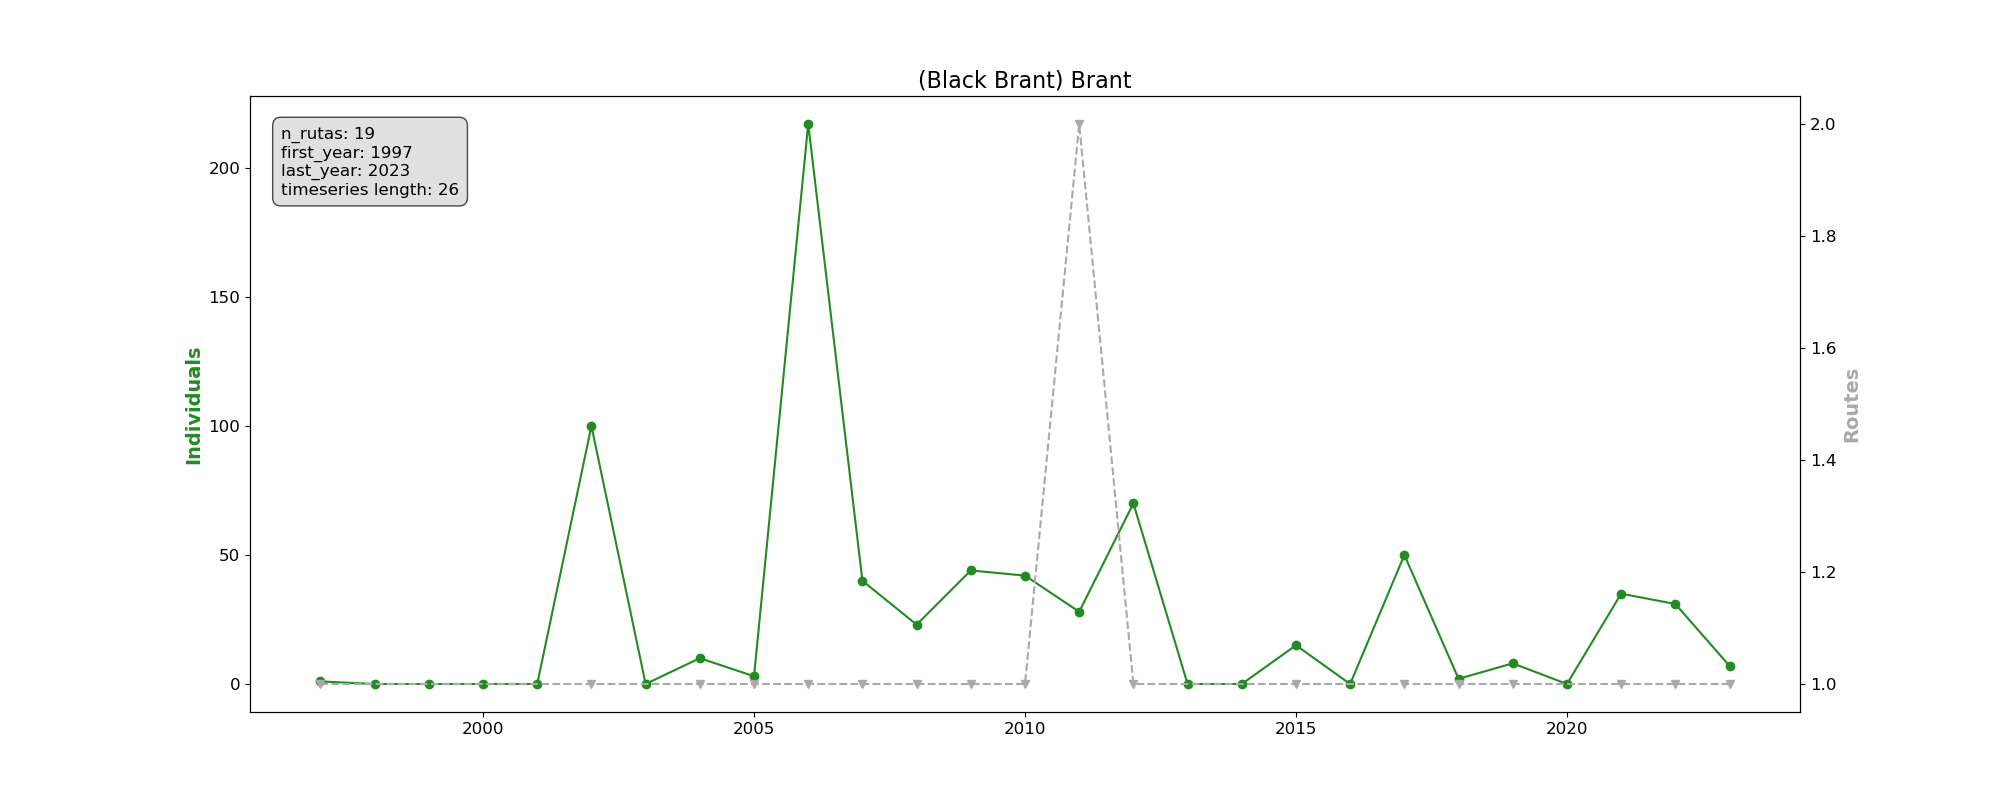 (Black Brant) Brant
n_rutas: 19
first_year: 1997
last_year: 2023
timeseries length: 26
200
150
100
50
0
Individuals
2.0
1.8
1.6
1.4
1.2
1.0
Routes
2000 2005 2010 2015 2020